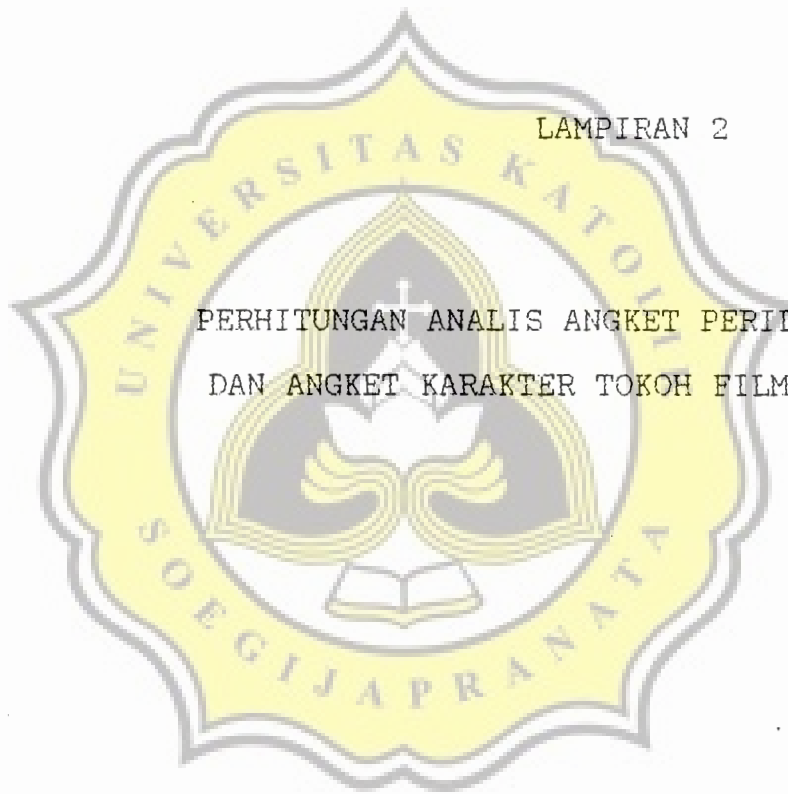 LAMPIRAN 2
UNIVERSITAS KATOLIK
PERHITUNGAN ANALIS ANGKET
DAN ANGKET KARAKTER TOKOH FILM
SOEGIJAPRANATA